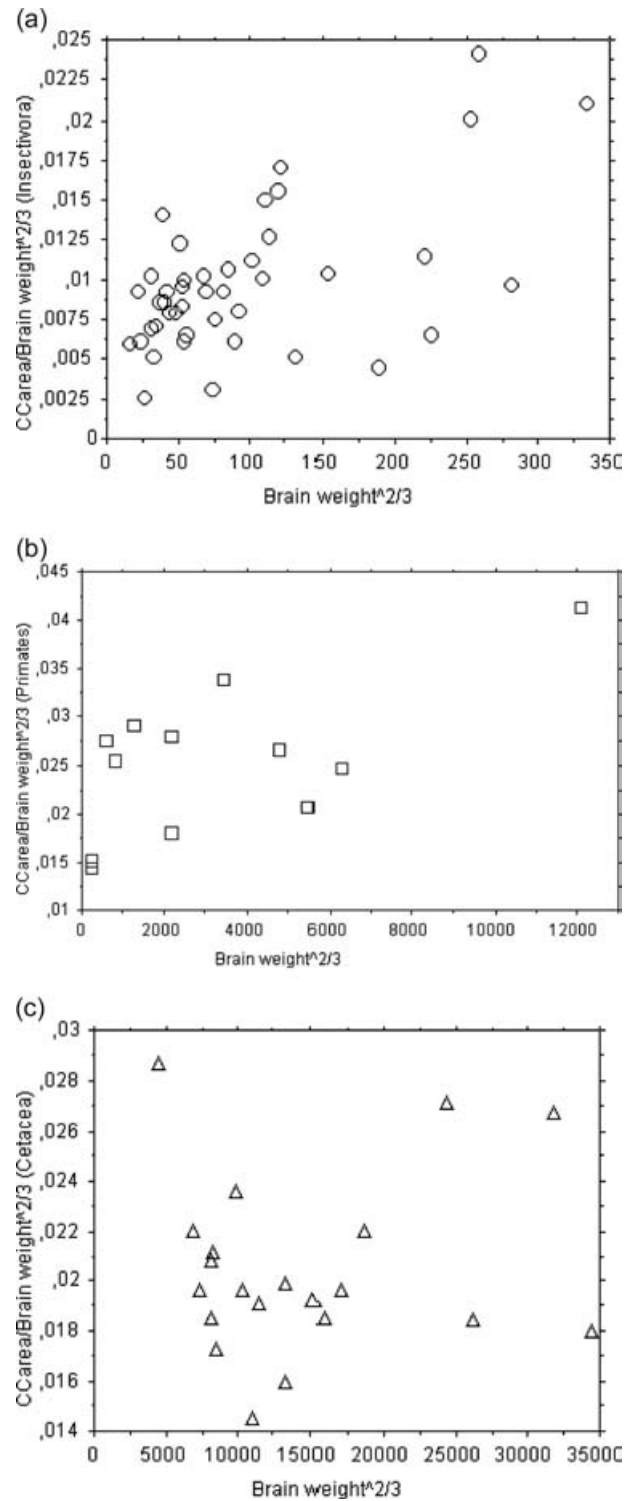 (a)
CCarea/Brain weight^2/3 (Insectivora)
,025
,0225
,02
,0175
,015
,0125
,01
,0075
,005
,0025
0
0 50 100 150 200 250 300 350
Brain weight^2/3
(b)
CCarea/Brain weight^2/3 (Primates)
,045
,04
,035
,03
,025
,02
,015
,01
0 2000 4000 6000 8000 10000 12000
Brain weight^2/3
(c)
CCarea/Brain weight^2/3 (Cetacea)
,03
,028
,026
,024
,022
,02
,018
,016
,014
0 5000 10000 15000 20000 25000 30000 35000
Brain weight^2/3